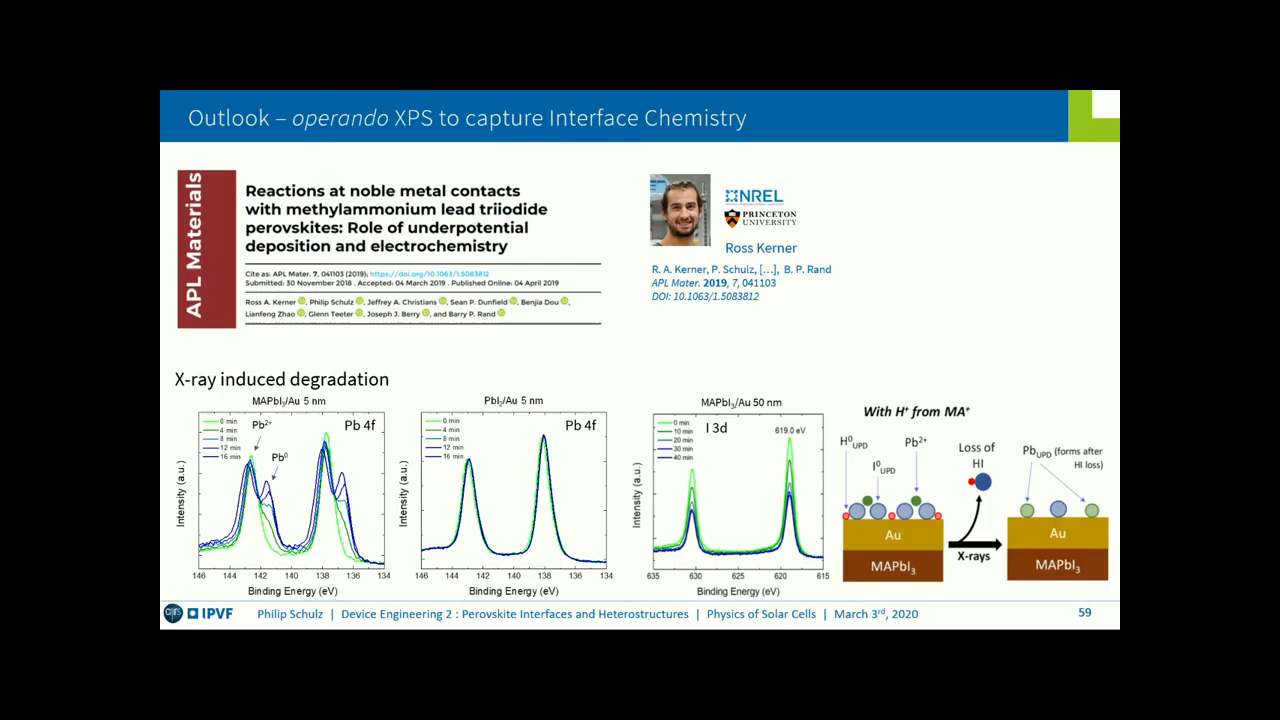 Outlook – operando XPS to capture Interface Chemistry
APL Materials
Reactions at noble metal contacts
with methylammonium lead triiodide
perovskites: Role of underpotential
deposition and electrochemistry
Cite as: APL Mater. 7, 041103 (2019); https://doi.org/10.1063/1.5083812
Submitted: 30 November 2018 . Accepted: 04 March 2019 . Published Online: 04 April 2019
Ross A. Kerner, Philip Schulz, Jeffrey A. Christians, Sean P. Dunfield, Benjia Dou,
Lianfeng Zhao, Glenn Teeter, Joseph J. Berry, and Barry P. Rand
NREL
PRINCETON
UNIVERSITY
Ross Kerner
R. A. Kerner, P. Schulz, […], B. P. Rand
APL Mater. 2019, 7, 041103
DOI: 10.1063/1.5083812
X-ray induced degradation
MAPbI3/Au 5 nm
0 min
4 min
8 min
12 min
16 min
Pb2+
Pb0
Pb 4f
Intensity (a.u.)
146 144 142 140 138 136 134
Binding Energy (eV)
PbI2/Au 5 nm
0 min
4 min
8 min
12 min
16 min
Pb 4f
Intensity (a.u.)
146 144 142 140 138 136 134
Binding Energy (eV)
MAPbI3/Au 50 nm
0 min
10 min
20 min
30 min
40 min
I 3d
619.0 eV
Intensity (a.u.)
635 630 625 620 615
Binding Energy (eV)
With H+ from MA+
H0UPD
I0UPD
Pb2+
Loss of
HI
PbUPD (forms after
HI loss)
Au
MAPbI3
X-rays
Au
MAPbI3
cnrs
IPVF
Philip Schulz | Device Engineering 2 : Perovskite Interfaces and Heterostructures | Physics of Solar Cells | March 3rd, 2020
59